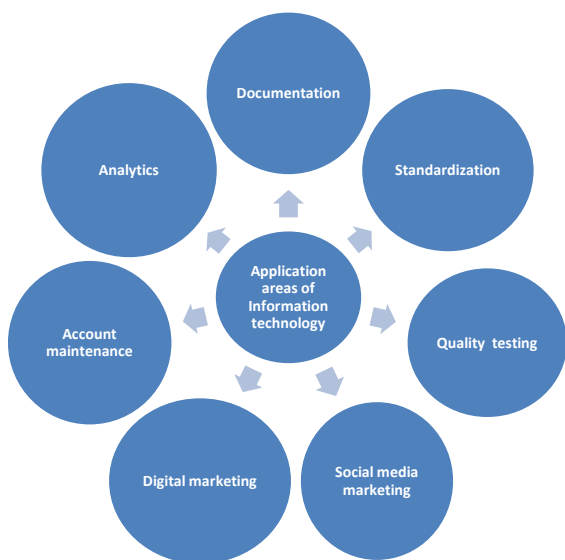 Documentation
Standardization
Quality testing
Social media
marketing
Digital marketing
Account
maintenance
Analytics
Application
areas of
Information
technology